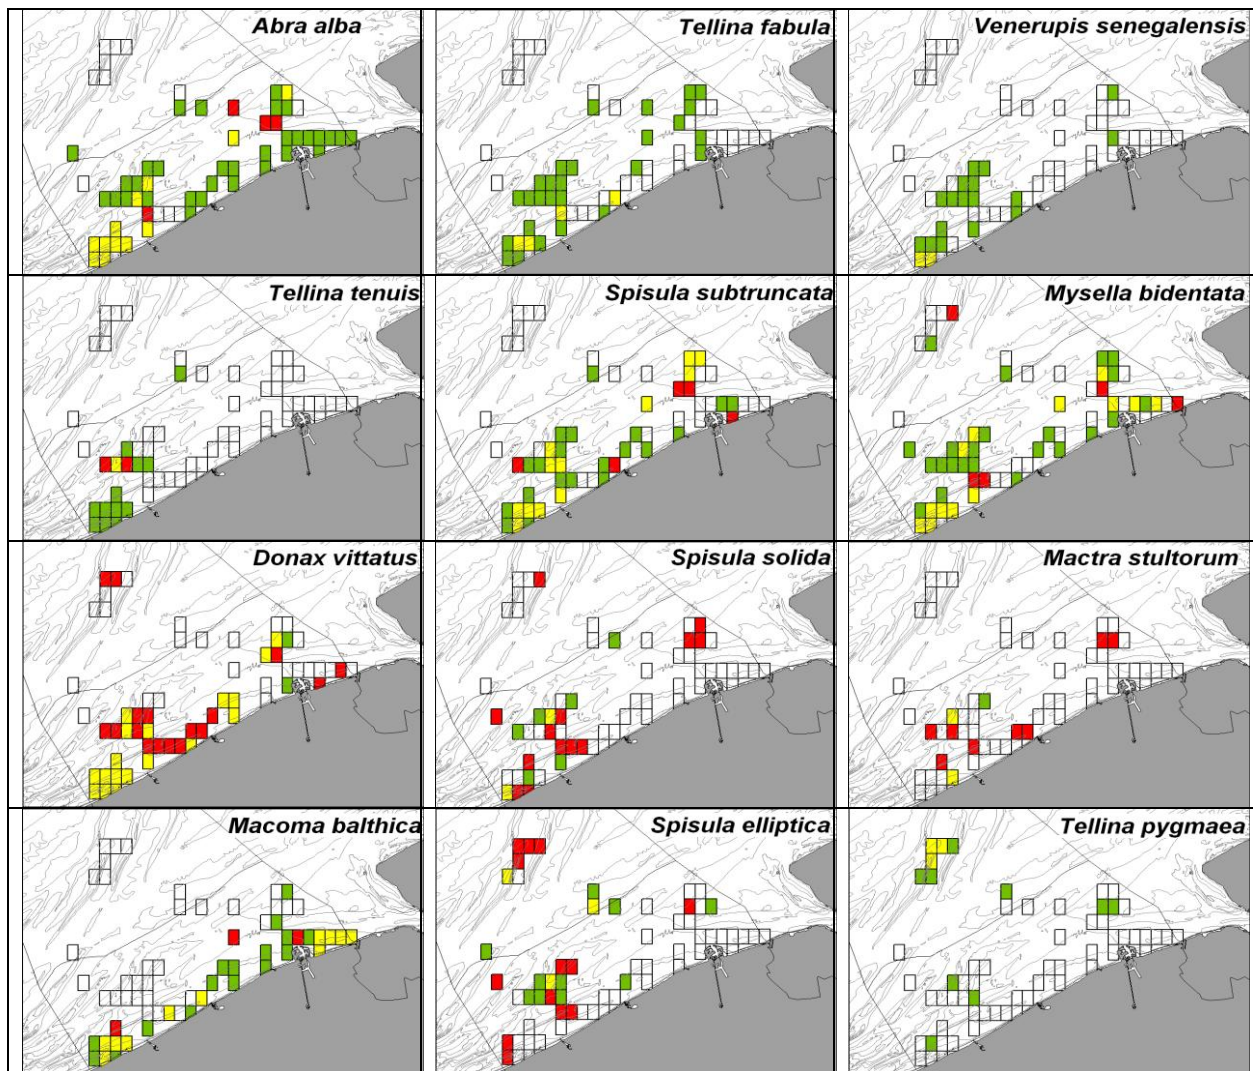 Abra alba
Tellina fabula
Venerupis senegalensis
Tellina tenuis
Spisula subtruncata
Mysella bidentata
Donax vittatus
Spisula solida
Mactra stultorum
Macoma balthica
Spisula elliptica
Tellina pygmaea